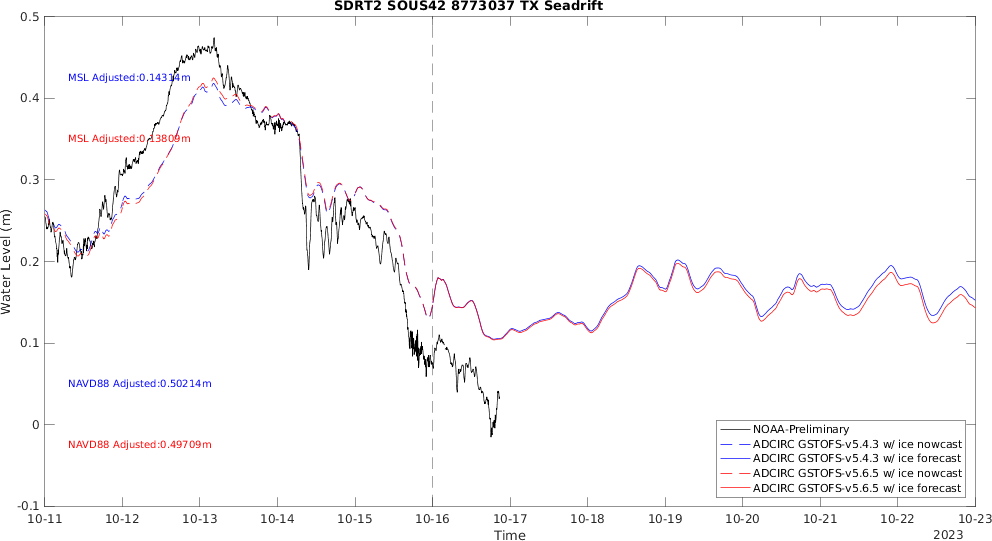 SDRT2 SOUS42 8773037 TX Seadrift
0.5
0.4
0.3
0.2
0.1
0
-0.1
Water Level (m)
MSL Adjusted:0.14314m
MSL Adjusted:0.13809m
NAVD88 Adjusted:0.50214m
NAVD88 Adjusted:0.49709m
NOAA-Preliminary
ADCIRC GSTOFS-v5.4.3 w/ ice nowcast
ADCIRC GSTOFS-v5.4.3 w/ ice forecast
ADCIRC GSTOFS-v5.6.5 w/ ice nowcast
ADCIRC GSTOFS-v5.6.5 w/ ice forecast
10-11 10-12 10-13 10-14 10-15 10-16 10-17 10-18 10-19 10-20 10-21 10-22 10-23
Time
2023